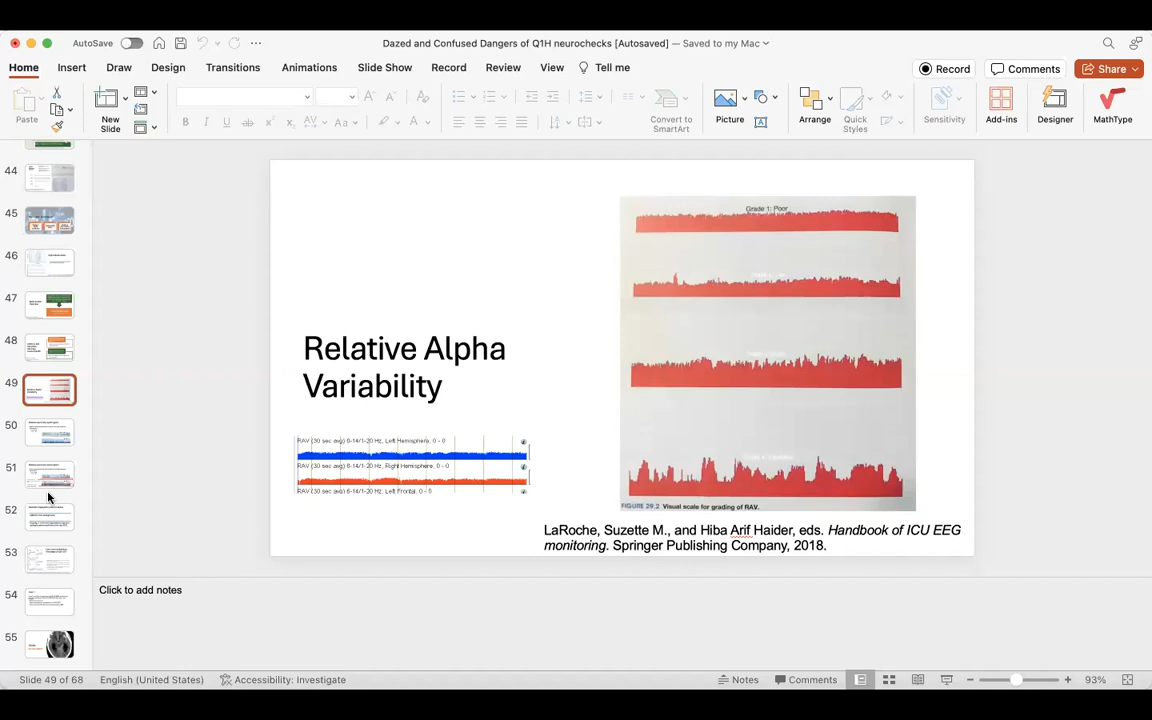 AutoSave
Dazed and Confused Dangers of Q1H neurochecks [Autosaved] — Saved to my Mac
Home Insert Draw Design Transitions Animations Slide Show Record Review View Tell me
Record Comments Share
Paste
New Slide
Convert to SmartArt
Picture
Arrange
Quick Styles
Sensitivity
Add-ins
Designer
MathType
44
45
46
47
48
49
50
51
52
53
54
55
Relative Alpha
Variability
RAV (30 sec avg) 6-14/1-20 Hz, Left Hemisphere, 0 - 0
RAV (30 sec avg) 6-14/1-20 Hz, Right Hemisphere, 0 - 0
RAV (30 sec avg) 6-14/1-20 Hz, Left Frontal, 0 - 0
Grade 1: Poor
FIGURE 29.2 Visual scale for grading of RAV.
LaRoche, Suzette M., and Hiba Arif Haider, eds. Handbook of ICU EEG
monitoring. Springer Publishing Company, 2018.
Click to add notes
Slide 49 of 68 English (United States) Accessibility: Investigate Notes Comments 93%